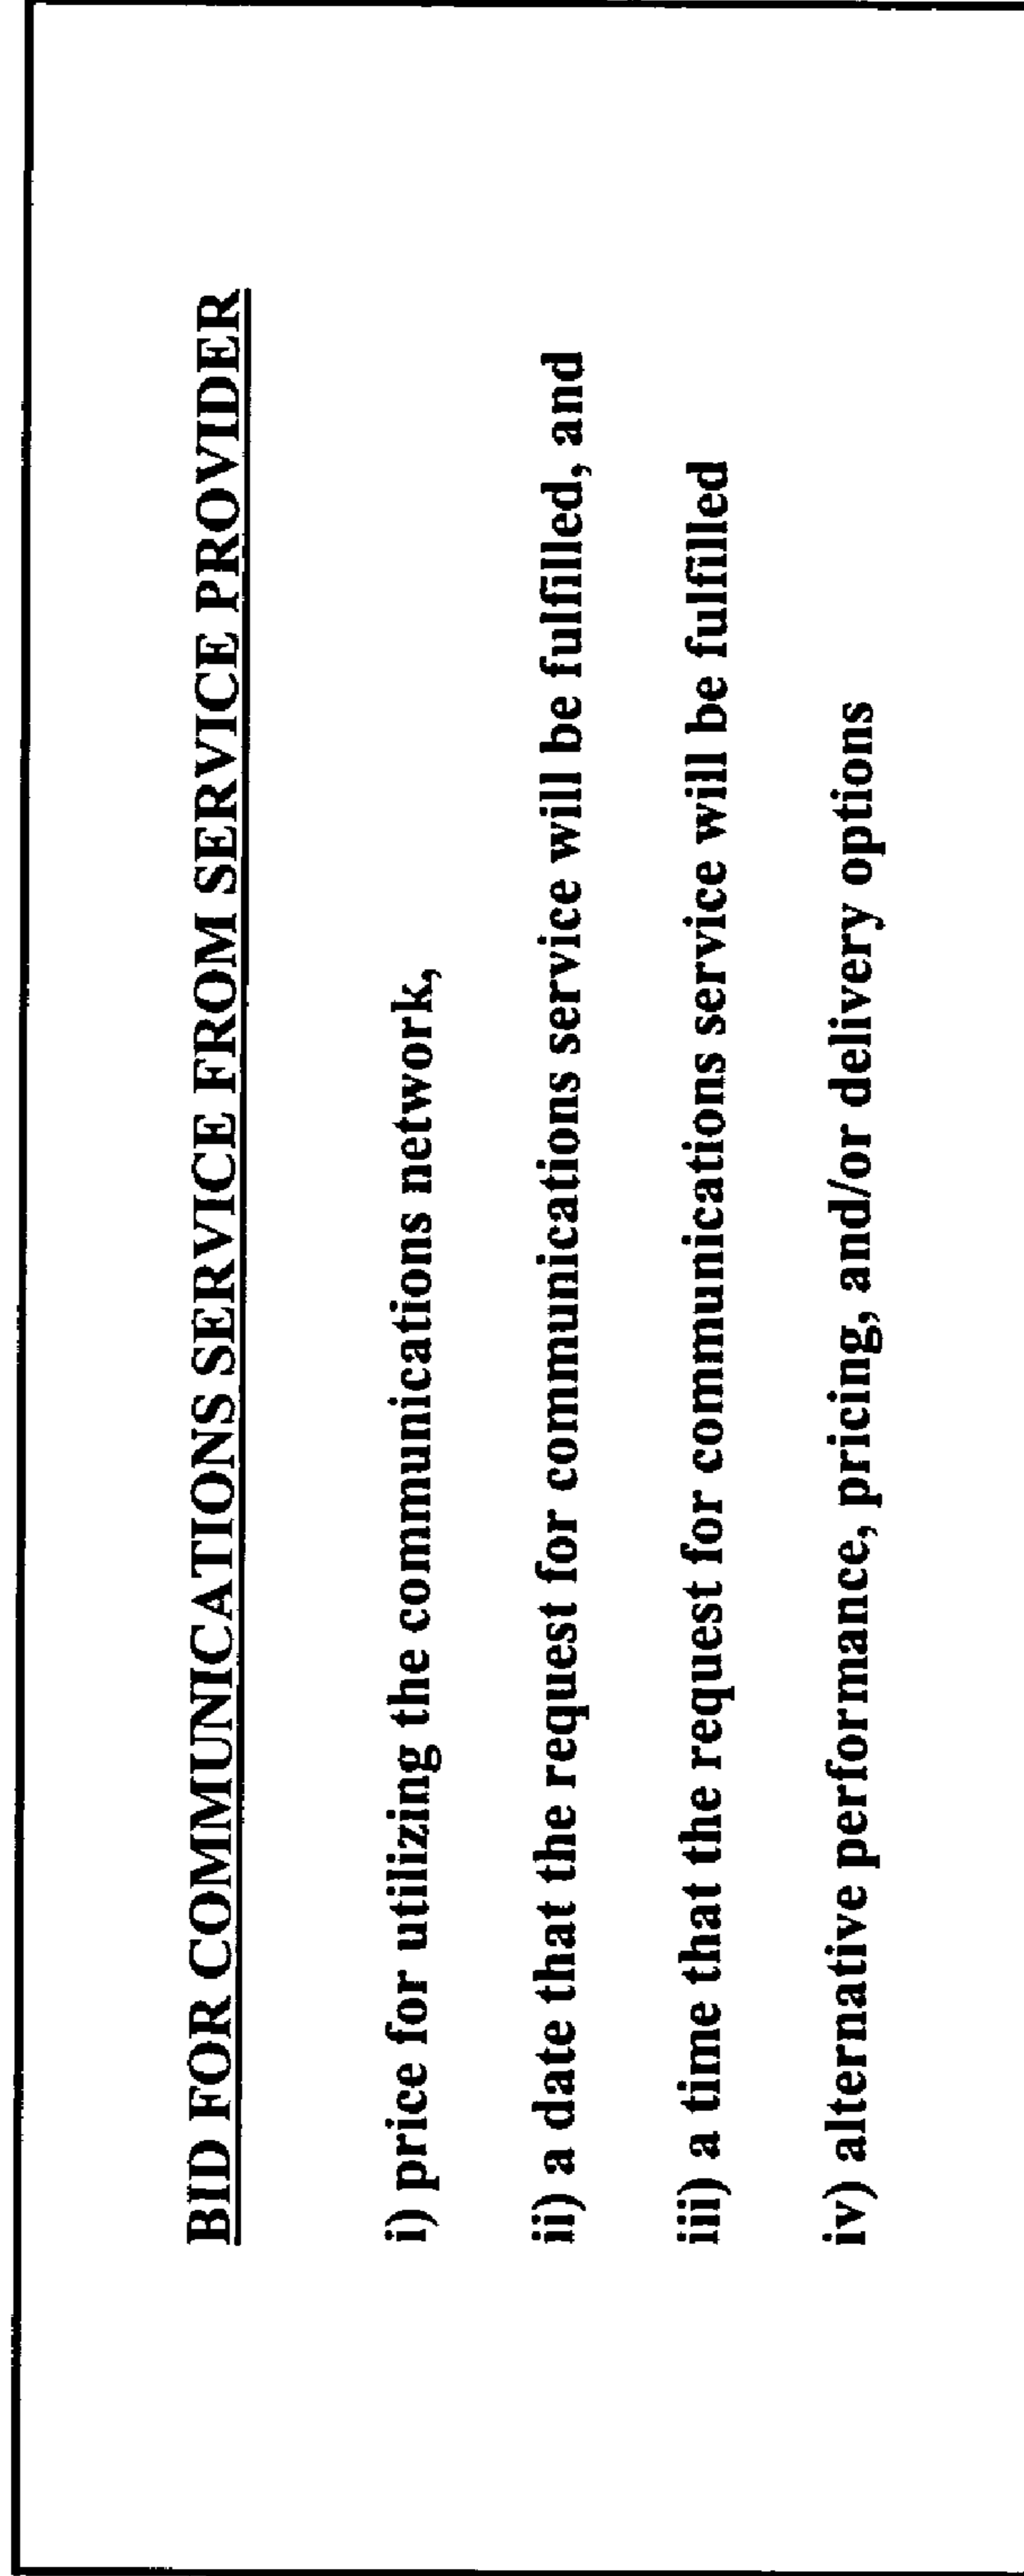 BID FOR COMMUNICATIONS SERVICE FROM SERVICE PROVIDER
i) price for utilizing the communications network,
ii) a date that the request for communications service will be fulfilled, and
iii) a time that the request for communications service will be fulfilled
iv) alternative performance, pricing, and/or delivery options